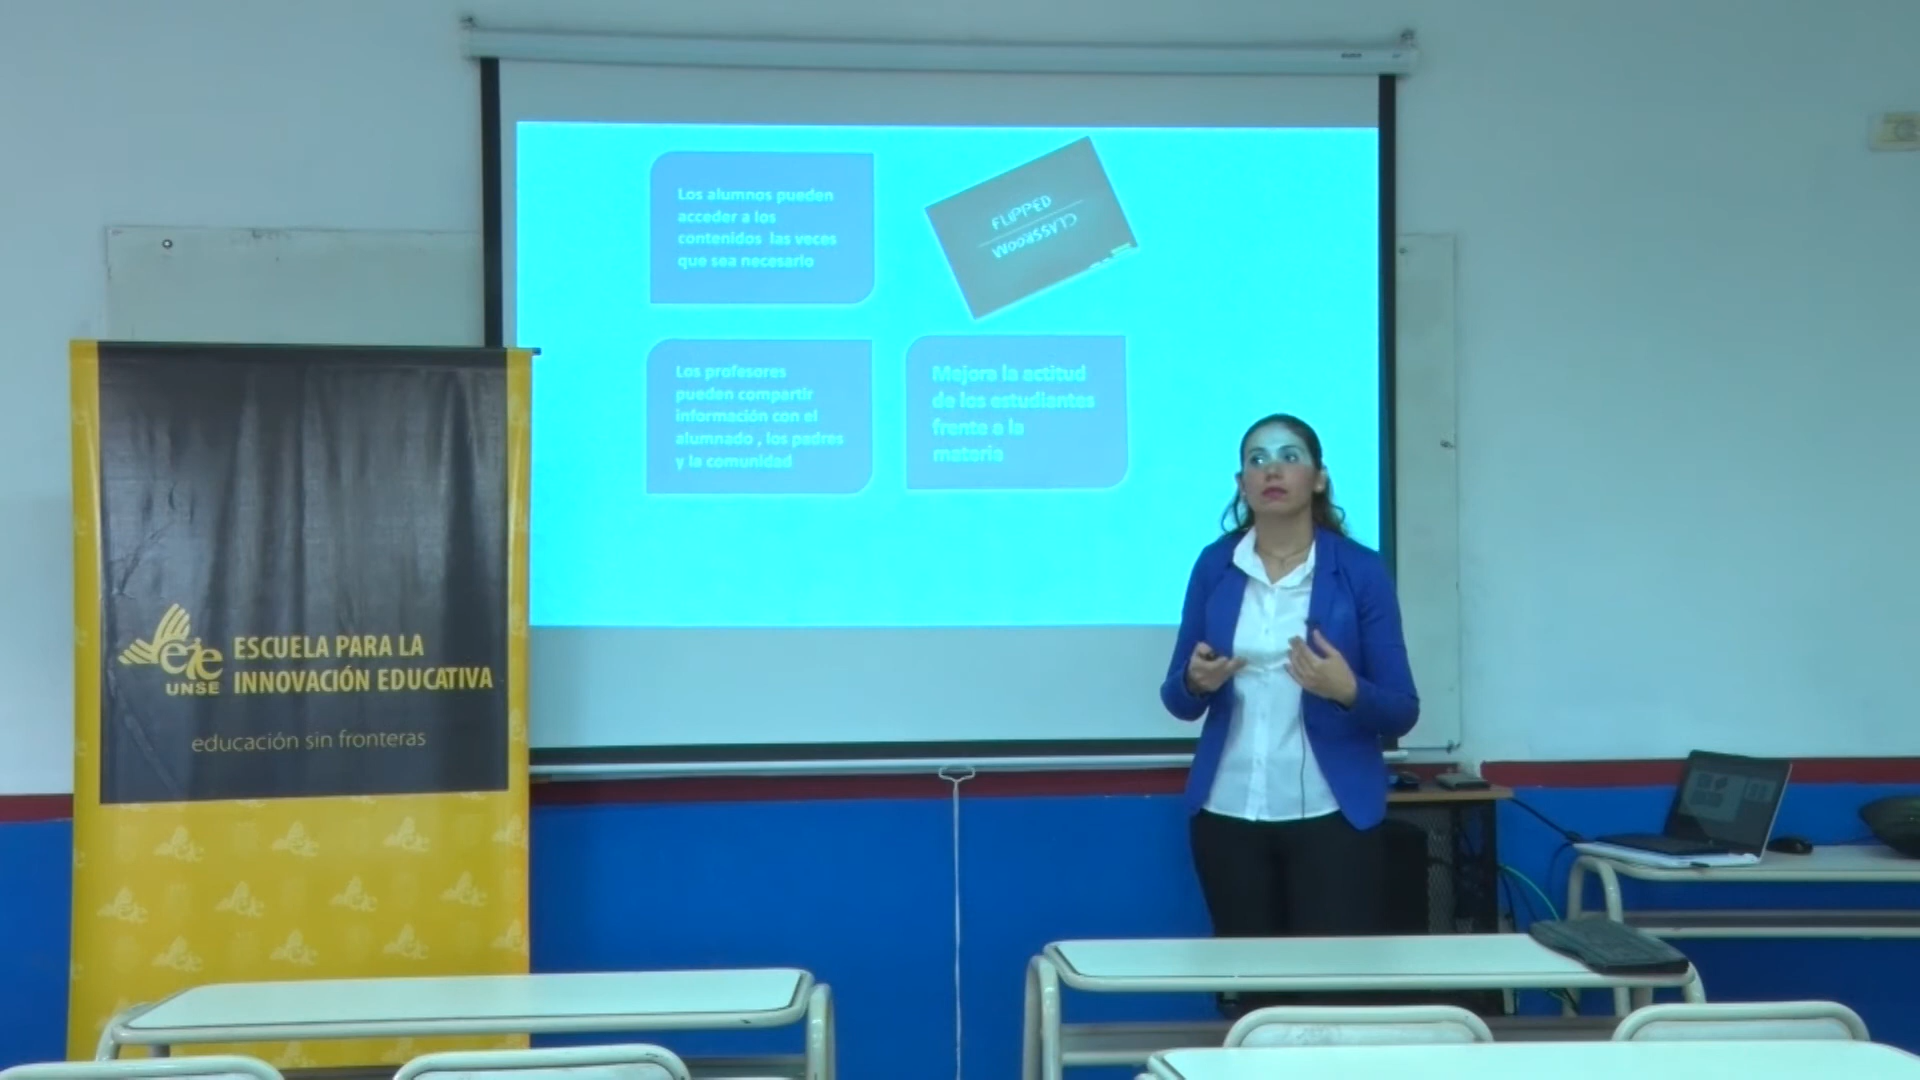 Los alumnos pueden
acceder a los
contenidos las veces
que sea necesario
FLIPPED
CLASSROOM
Los profesores
pueden compartir
información con el
alumnado , los padres
y la comunidad
Mejora la actitud
de los estudiantes
frente a la
materia
eie
UNSE
ESCUELA PARA LA
INNOVACIÓN EDUCATIVA
educación sin fronteras